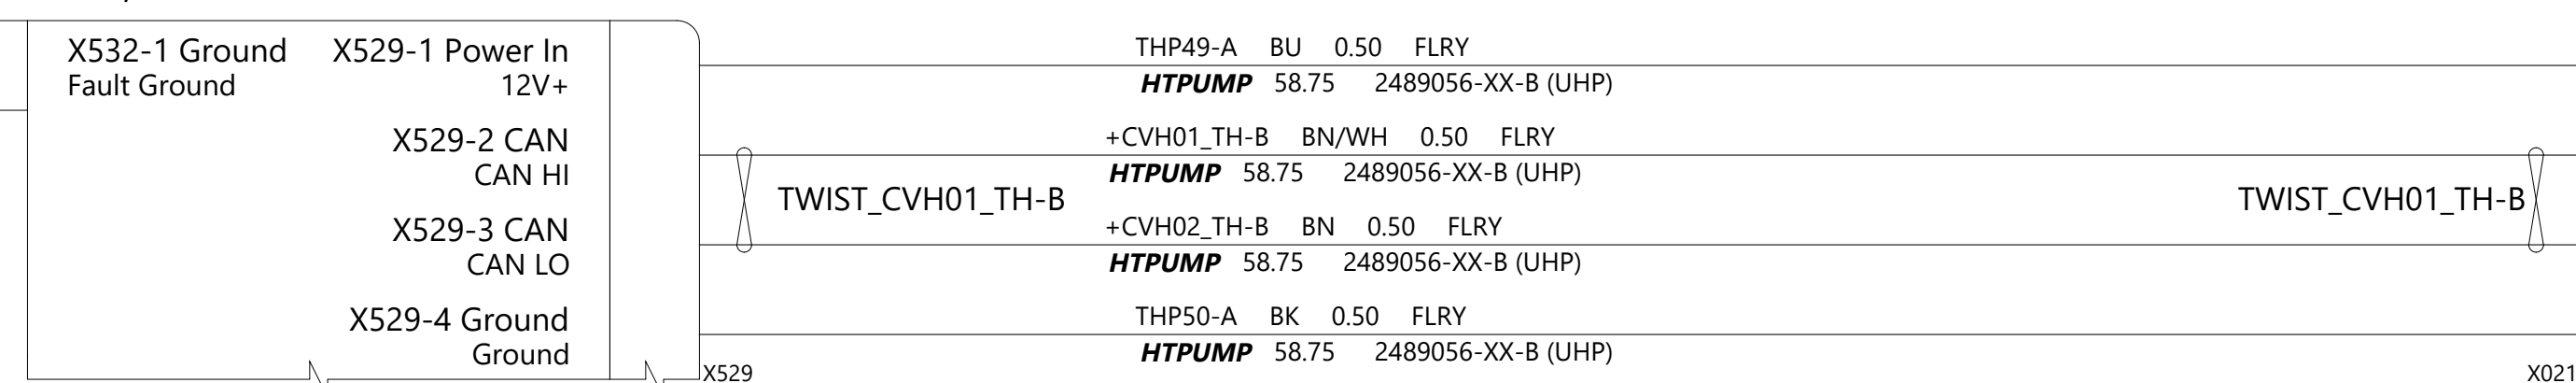 X532-1 Ground X529-1 Power In
Fault Ground 12V+
THP49-A BU 0.50 FLRY
HTPUMP 58.75 2489056-XX-B (UHP)
X529-2 CAN
CAN HI
+CVH01_TH-B BN/WH 0.50 FLRY
HTPUMP 58.75 2489056-XX-B (UHP)
TWIST_CVH01_TH-B TWIST_CVH01_TH-B
X529-3 CAN
CAN LO
+CVH02_TH-B BN 0.50 FLRY
HTPUMP 58.75 2489056-XX-B (UHP)
X529-4 Ground
Ground
THP50-A BK 0.50 FLRY
HTPUMP 58.75 2489056-XX-B (UHP)
X529 X021